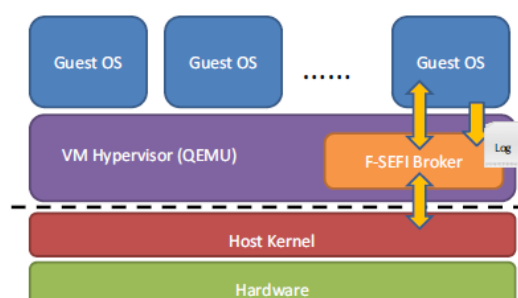 Guest OS
Guest OS
......
Guest OS
VM Hypervisor (QEMU)
F-SEFI Broker
Log
Host Kernel
Hardware